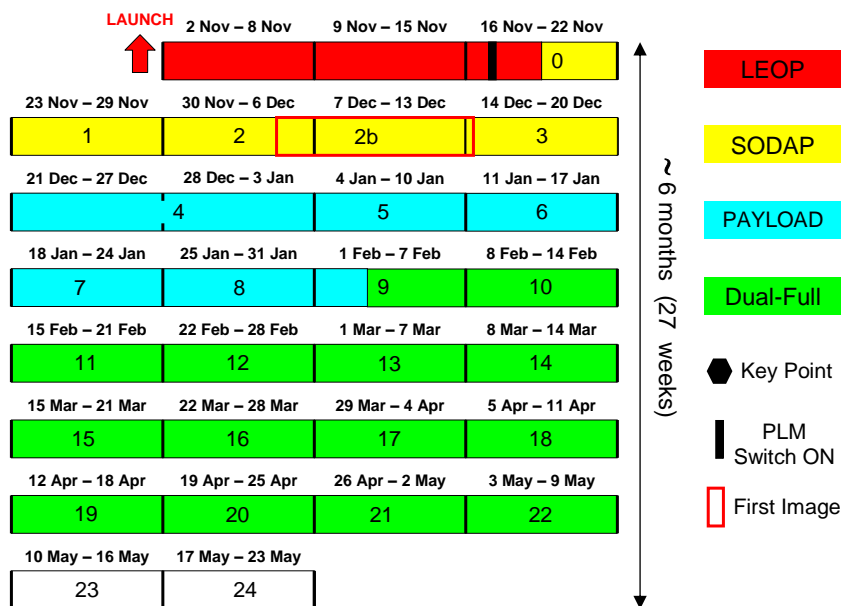 LAUNCH
2 Nov – 8 Nov 9 Nov – 15 Nov 16 Nov – 22 Nov
0
23 Nov – 29 Nov 30 Nov – 6 Dec 7 Dec – 13 Dec 14 Dec – 20 Dec
1 2 2b 3
21 Dec – 27 Dec 28 Dec – 3 Jan 4 Jan – 10 Jan 11 Jan – 17 Jan
4 5 6
18 Jan – 24 Jan 25 Jan – 31 Jan 1 Feb – 7 Feb 8 Feb – 14 Feb
7 8 9 10
15 Feb – 21 Feb 22 Feb – 28 Feb 1 Mar – 7 Mar 8 Mar – 14 Mar
11 12 13 14
15 Mar – 21 Mar 22 Mar – 28 Mar 29 Mar – 4 Apr 5 Apr – 11 Apr
15 16 17 18
12 Apr – 18 Apr 19 Apr – 25 Apr 26 Apr – 2 May 3 May – 9 May
19 20 21 22
10 May – 16 May 17 May – 23 May
23 24
~ 6 months (27 weeks)
LEOP
SODAP
PAYLOAD
Dual-Full
Key Point
PLM
Switch ON
First Image